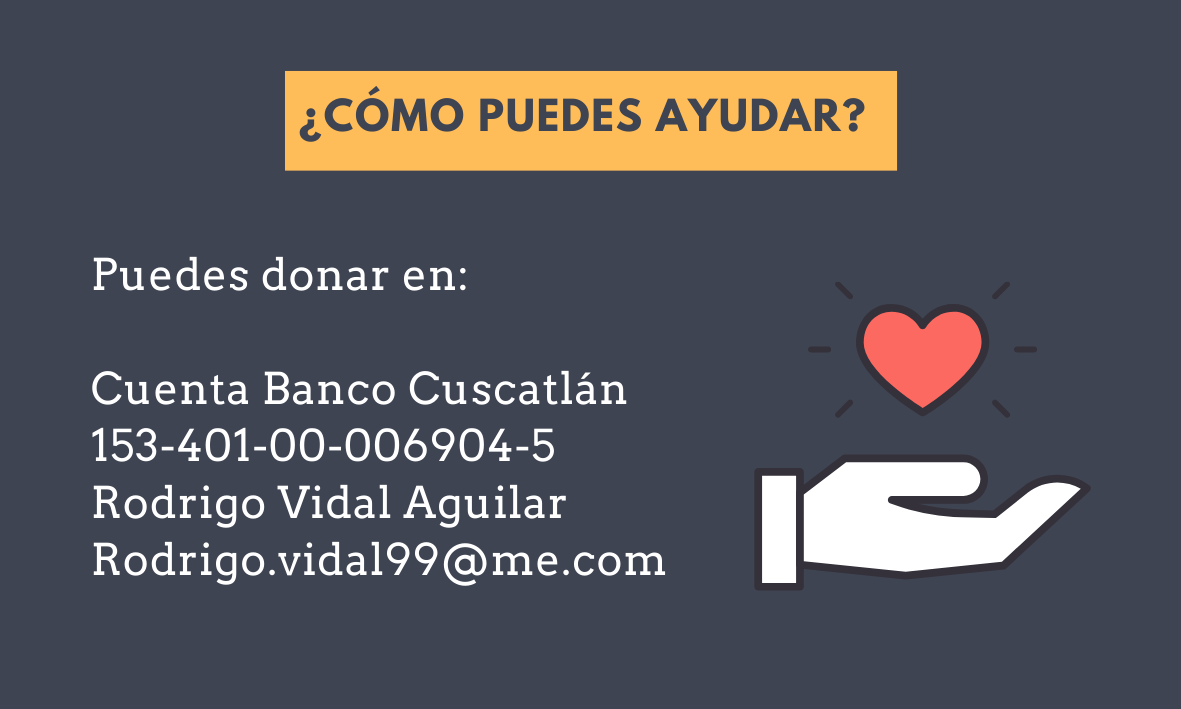 ¿CÓMO PUEDES AYUDAR?
Puedes donar en:
Cuenta Banco Cuscatlán
153-401-00-006904-5
Rodrigo Vidal Aguilar
Rodrigo.vidal99@me.com